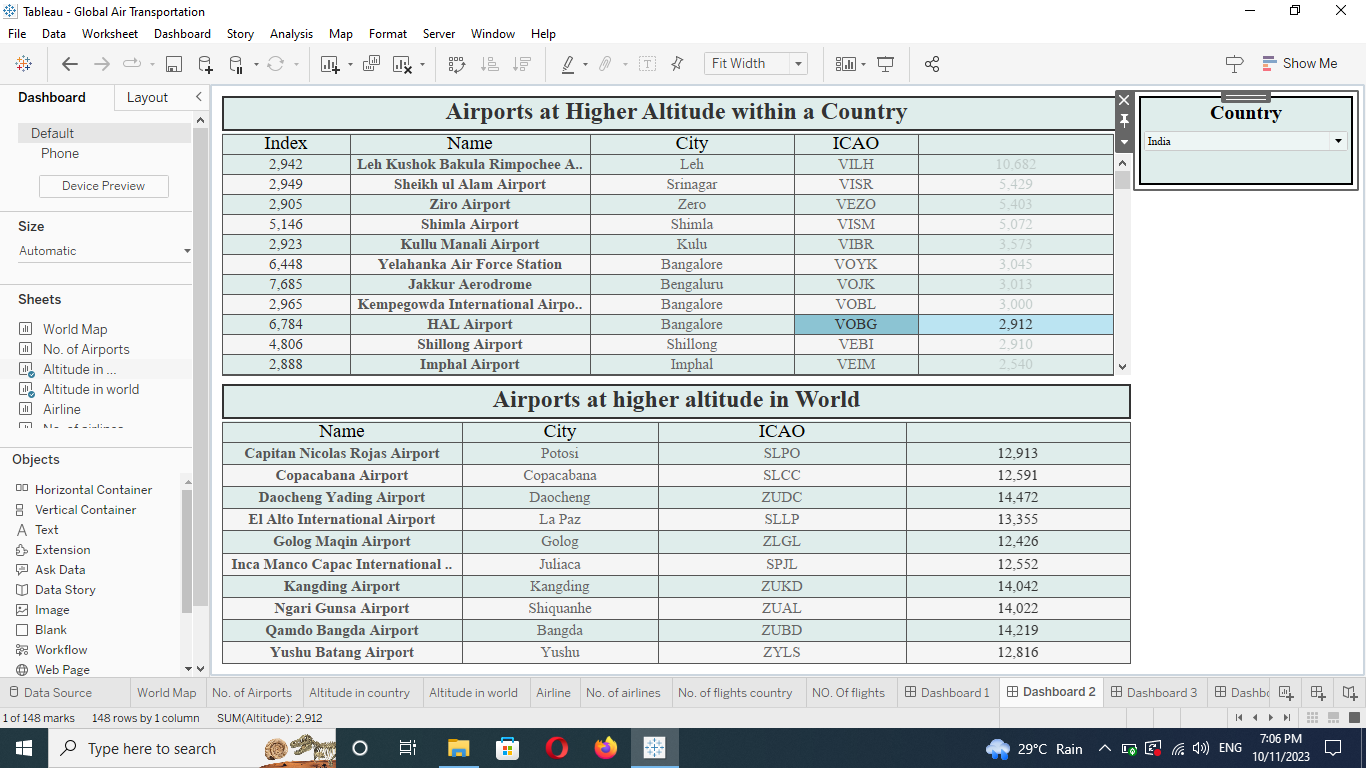 Tableau - Global Air Transportation
File Data Worksheet Dashboard Story Analysis Map Format Server Window Help
Fit Width
Show Me
Dashboard Layout
Default
Phone
Device Preview
Size
Automatic
Sheets
World Map
No. of Airports
Altitude in ...
Altitude in world
Airline
Objects
Horizontal Container
Vertical Container
Text
Extension
Ask Data
Data Story
Image
Blank
Workflow
Web Page
Airports at Higher Altitude within a Country
Index Name City ICAO
2,942 Leh Kushok Bakula Rimpochee A.. Leh VILH 10,682
2,949 Sheikh ul Alam Airport Srinagar VISR 5,429
2,905 Ziro Airport Zero VEZO 5,403
5,146 Shimla Airport Shimla VISM 5,072
2,923 Kullu Manali Airport Kulu VIBR 3,573
6,448 Yelahanka Air Force Station Bangalore VOYK 3,045
7,685 Jakkur Aerodrome Bengaluru VOJK 3,013
2,965 Kempegowda International Airpo.. Bangalore VOBL 3,000
6,784 HAL Airport Bangalore VOBG 2,912
4,806 Shillong Airport Shillong VEBI 2,910
2,888 Imphal Airport Imphal VEIM 2,540
Country
India
Airports at higher altitude in World
Name City ICAO
Capitan Nicolas Rojas Airport Potosi SLPO 12,913
Copacabana Airport Copacabana SLCC 12,591
Daocheng Yading Airport Daocheng ZUDC 14,472
El Alto International Airport La Paz SLLP 13,355
Golog Maqin Airport Golog ZLGL 12,426
Inca Manco Capac International .. Juliaca SPJL 12,552
Kangding Airport Kangding ZUKD 14,042
Ngari Gunsa Airport Shiquanhe ZUAL 14,022
Qamdo Bangda Airport Bangda ZUBD 14,219
Yushu Batang Airport Yushu ZYLS 12,816
Data Source World Map No. of Airports Altitude in country Altitude in world Airline No. of airlines No. of flights country NO. Of flights Dashboard 1 Dashboard 2 Dashboard 3 Dashbo
1 of 148 marks 148 rows by 1 column SUM(Altitude): 2,912
Type here to search
29°C Rain
ENG
7:06 PM
10/11/2023